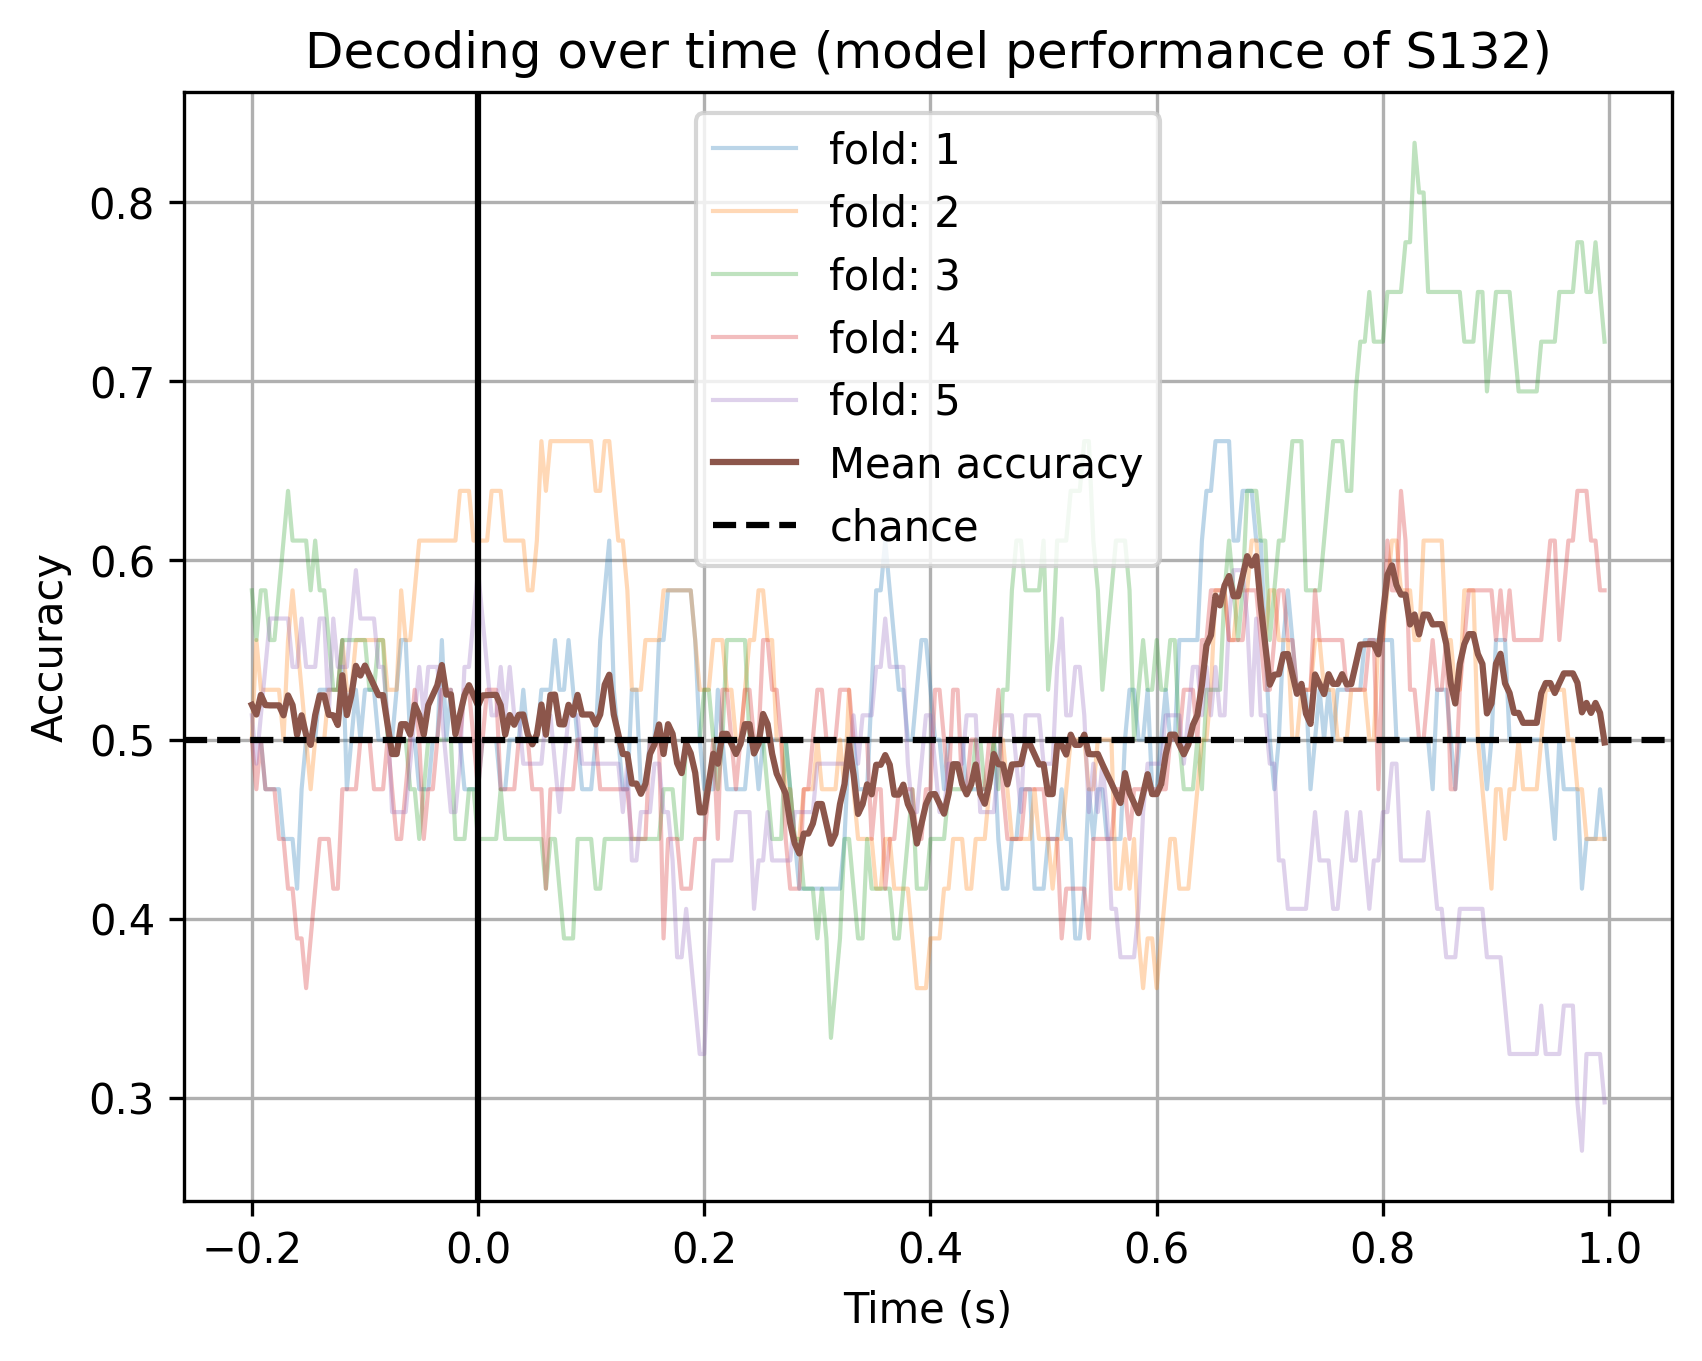 Decoding over time (model performance of S132)
fold: 1
fold: 2
fold: 3
fold: 4
fold: 5
Mean accuracy
chance
Accuracy
0.8
0.7
0.6
0.5
0.4
0.3
−0.2 0.0 0.2 0.4 0.6 0.8 1.0
Time (s)